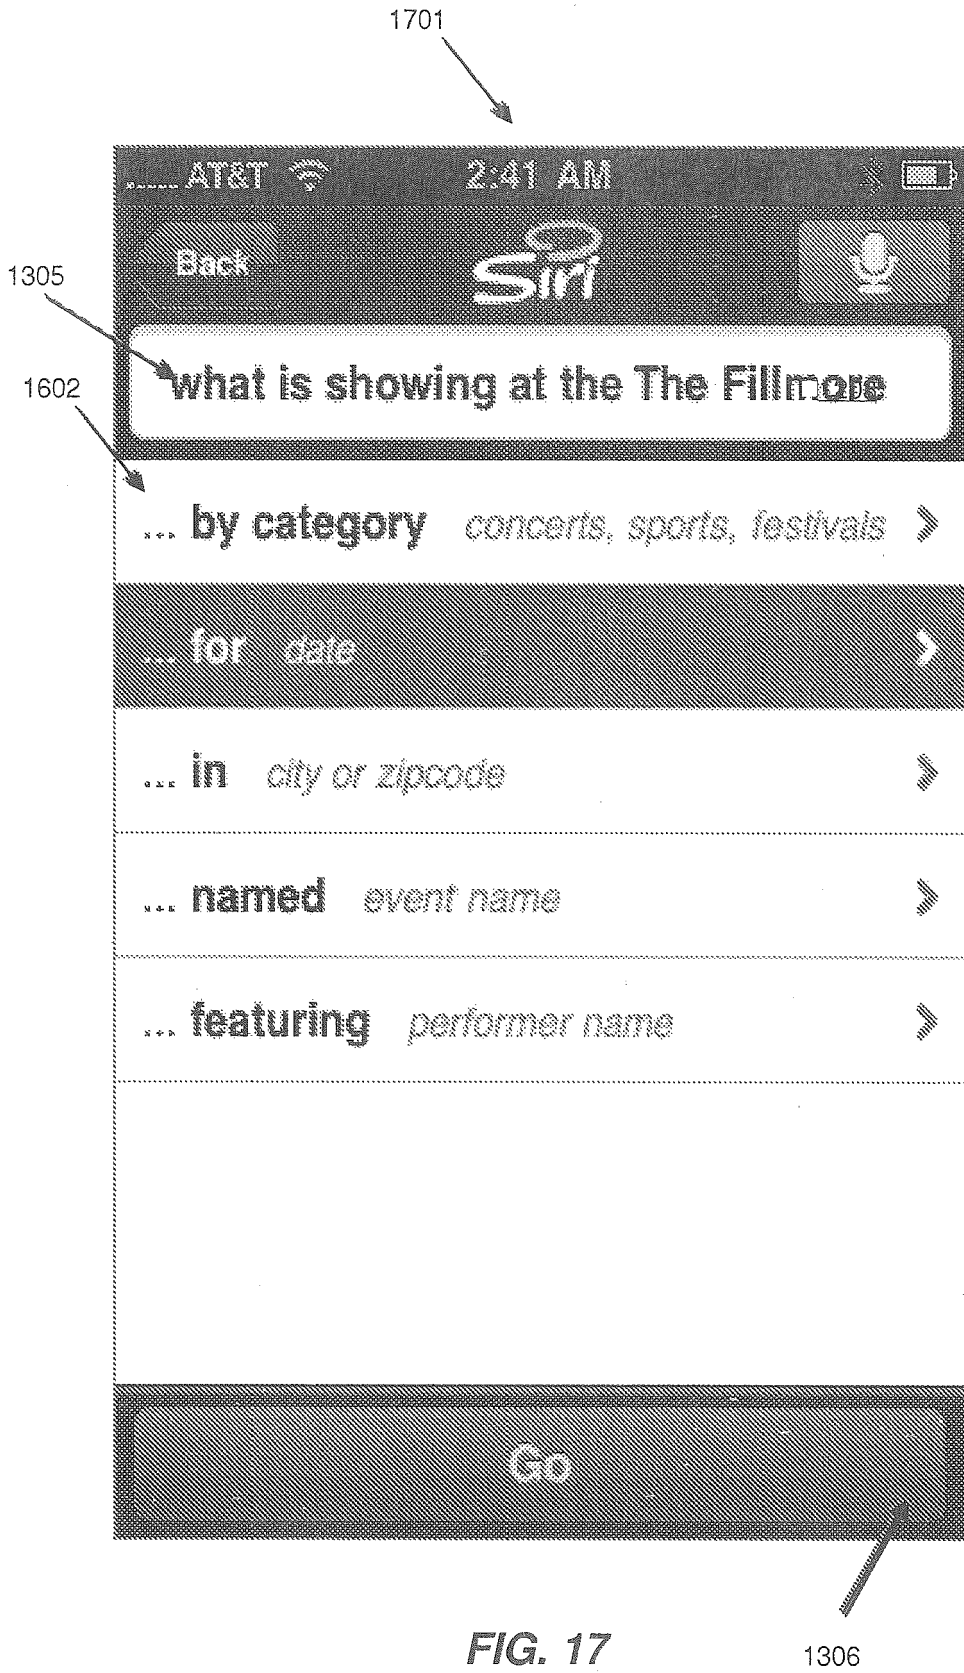 1701
AT&T 2:41 AM
Back Siri
1305
what is showing at the The Fillmore
1602
... by category concerts, sports, festivals
... for date
... in city or zipcode
... named event name
... featuring performer name
Go
FIG. 17
1306